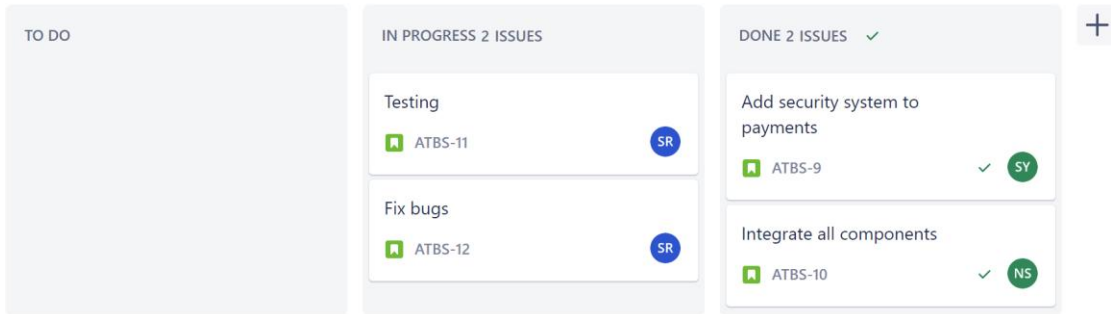 TO DO
IN PROGRESS 2 ISSUES
Testing
ATBS-11
SR
Fix bugs
ATBS-12
SR
DONE 2 ISSUES
Add security system to
payments
ATBS-9
SY
Integrate all components
ATBS-10
NS